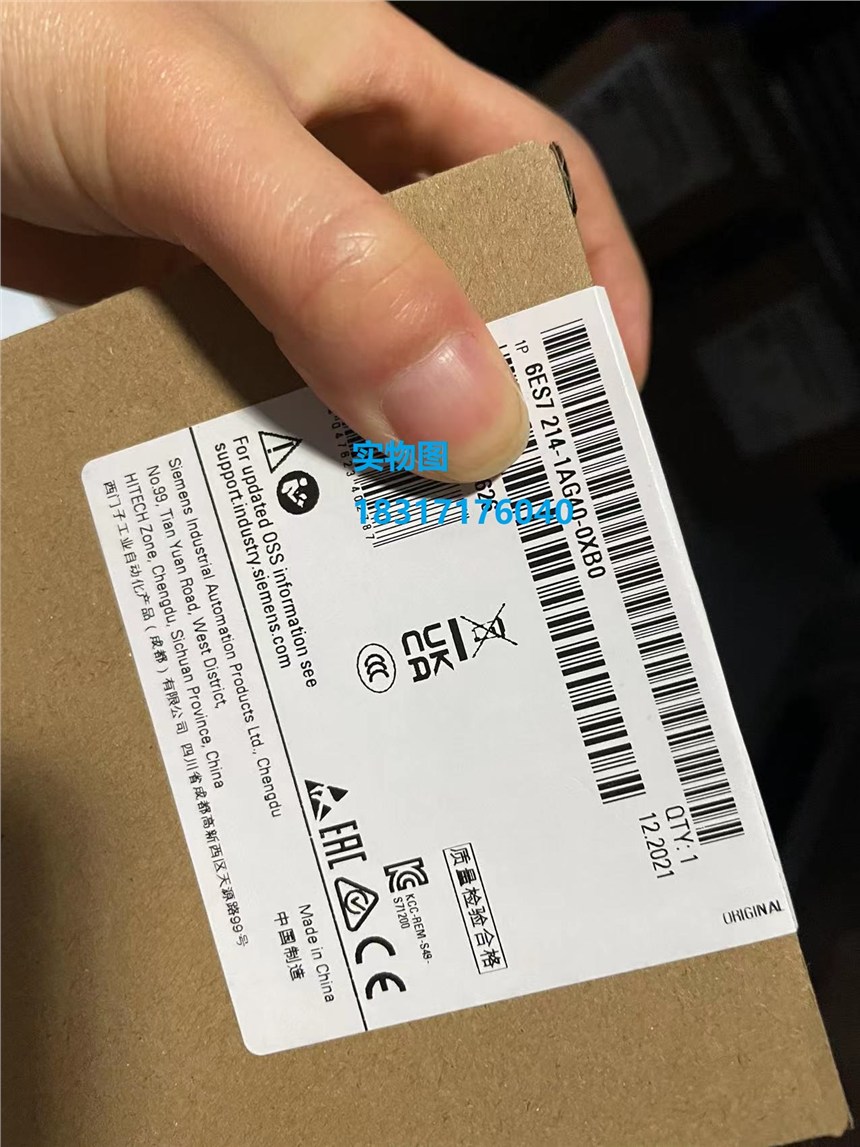 1P 6ES7 214-1AG40-0XB0
QTY: 1
12.2021
ORIGINAL
实物图
18317176040
For updated OSS information see
support.industry.siemens.com
UK
CA
CCC
质量检验合格
KCC-REM-S49-
S71200
EAC
CE
Siemens Industrial Automation Products Ltd., Chengdu
No.99, Tian Yuan Road, West District,
HITECH Zone, Chengdu, Sichuan Province, China
西门子工业自动化产品（成都）有限公司 四川省成都高新西区天源路99号
Made in China
中国制造